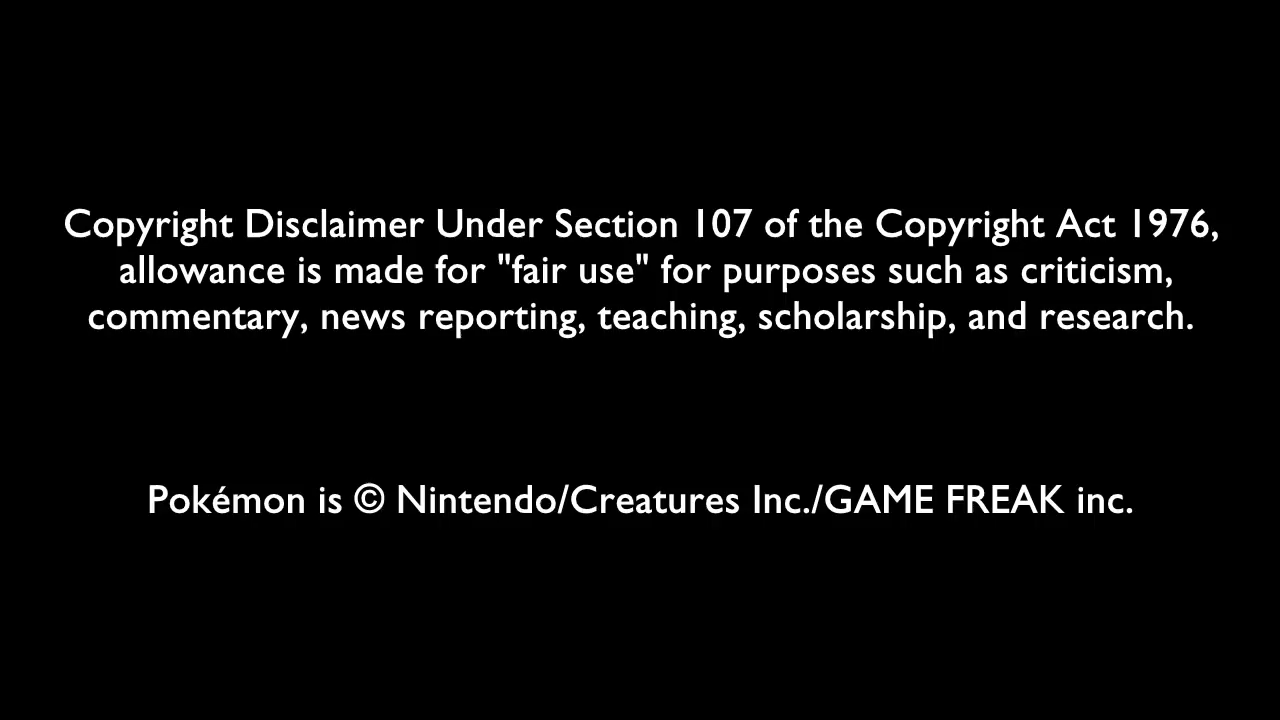 Copyright Disclaimer Under Section 107 of the Copyright Act 1976,
allowance is made for "fair use" for purposes such as criticism,
commentary, news reporting, teaching, scholarship, and research.
Pokémon is © Nintendo/Creatures Inc./GAME FREAK inc.